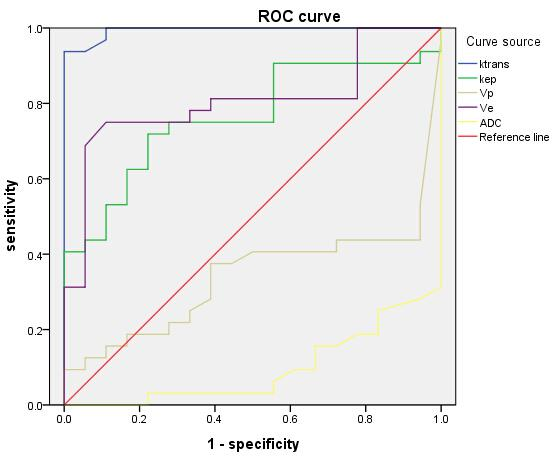 ROC curve
Curve source
ktrans
kep
Vp
Ve
ADC
Reference line
sensitivity
1.0
0.8
0.6
0.4
0.2
0.0
0.0 0.2 0.4 0.6 0.8 1.0
1 - specificity